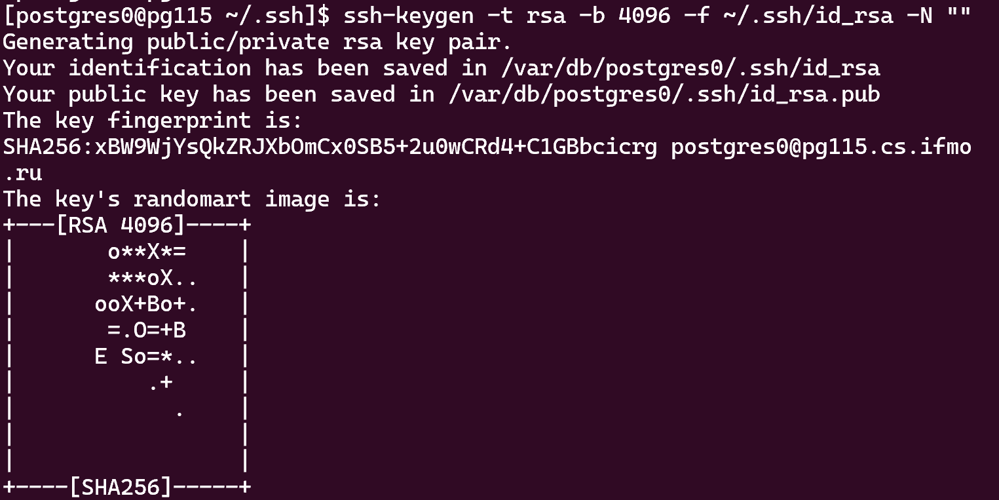 [postgres0@pg115 ~/.ssh]$ ssh-keygen -t rsa -b 4096 -f ~/.ssh/id_rsa -N ""
Generating public/private rsa key pair.
Your identification has been saved in /var/db/postgres0/.ssh/id_rsa
Your public key has been saved in /var/db/postgres0/.ssh/id_rsa.pub
The key fingerprint is:
SHA256:xBW9WjYsQkZRJXbOmCx0SB5+2u0wCRd4+C1GBbcicrg postgres0@pg115.cs.ifmo
.ru
The key's randomart image is:
+---[RSA 4096]----+
|       o**X*=    |
|       ***oX..   |
|      ooX+Bo+.   |
|       =.O=+B    |
|      E So=*..   |
|          .+     |
|            .    |
|                 |
|                 |
+----[SHA256]-----+